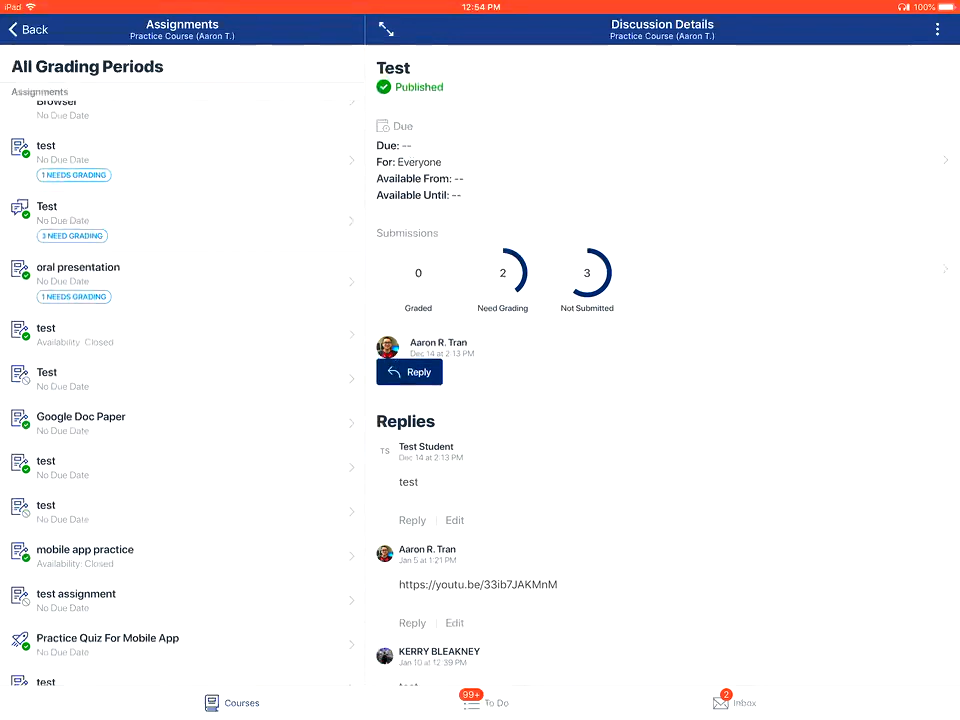 iPad
12:54 PM
100%
Back
Assignments
Practice Course (Aaron T.)
Discussion Details
Practice Course (Aaron T.)
All Grading Periods
Assignments
Browser
No Due Date
test
No Due Date
1 NEEDS GRADING
Test
No Due Date
3 NEED GRADING
oral presentation
No Due Date
1 NEEDS GRADING
test
Availability: Closed
Test
No Due Date
Google Doc Paper
No Due Date
test
No Due Date
test
No Due Date
mobile app practice
Availability: Closed
test assignment
No Due Date
Practice Quiz For Mobile App
No Due Date
test
Test
Published
Due
Due: --
For: Everyone
Available From: --
Available Until: --
Submissions
0
2
3
Graded
Need Grading
Not Submitted
Aaron R. Tran
Dec 14 at 2:13 PM
Reply
Replies
TS
Test Student
Dec 14 at 2:13 PM
test
Reply
Edit
Aaron R. Tran
Jan 5 at 1:21 PM
https://youtu.be/33ib7JAKMnM
Reply
Edit
KERRY BLEAKNEY
Jan 10 at 12:39 PM
test
Courses
99+
To Do
2
Inbox